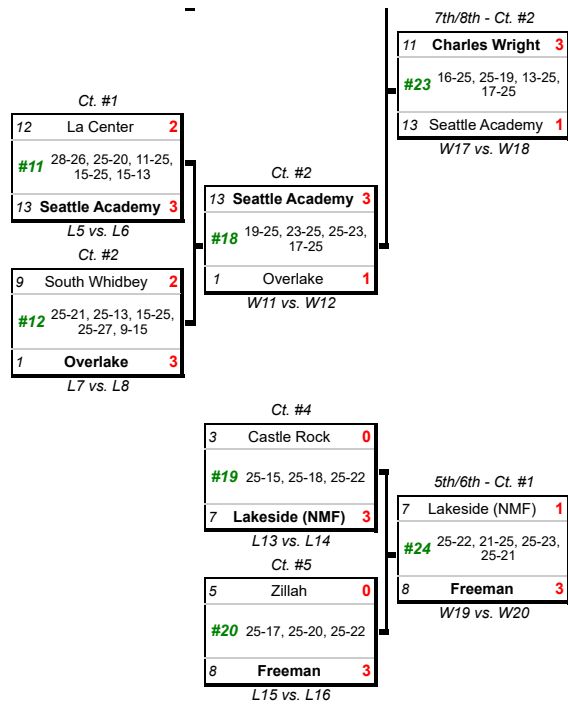 7th/8th - Ct. #2
11 Charles Wright 3
#23 16-25, 25-19, 13-25,
17-25
13 Seattle Academy 1
W17 vs. W18
Ct. #1
12 La Center 2
#11 28-26, 25-20, 11-25,
15-25, 15-13
13 Seattle Academy 3
L5 vs. L6
Ct. #2
9 South Whidbey 2
#12 25-21, 25-13, 15-25,
25-27, 9-15
1 Overlake 3
L7 vs. L8
Ct. #2
13 Seattle Academy 3
#18 19-25, 23-25, 25-23,
17-25
1 Overlake 1
W11 vs. W12
Ct. #4
3 Castle Rock 0
#19 25-15, 25-18, 25-22
7 Lakeside (NMF) 3
L13 vs. L14
Ct. #5
5 Zillah 0
#20 25-17, 25-20, 25-22
8 Freeman 3
L15 vs. L16
5th/6th - Ct. #1
7 Lakeside (NMF) 1
#24 25-22, 21-25, 25-23,
25-21
8 Freeman 3
W19 vs. W20